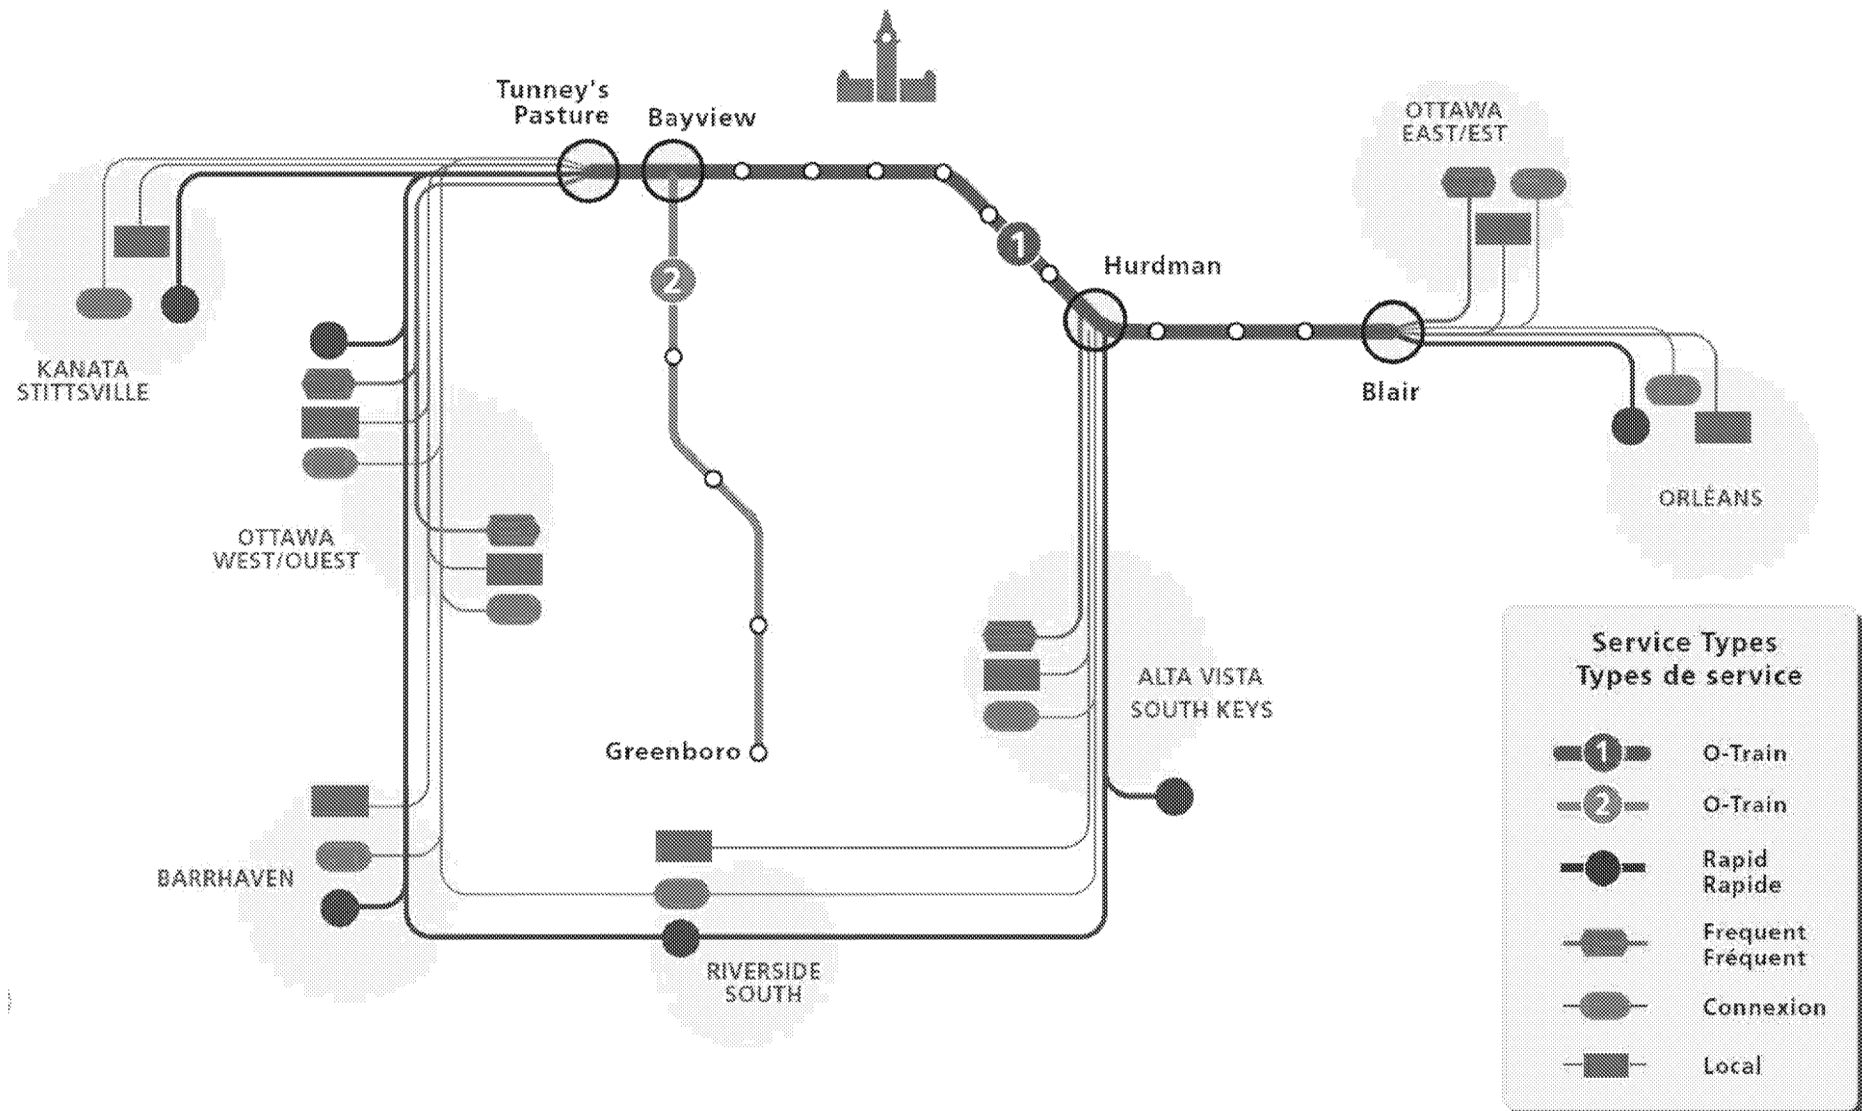 Tunney's
Pasture
Bayview
OTTAWA
EAST/EST
1
Hurdman
2
KANATA
STITTSVILLE
Blair
ORLÉANS
OTTAWA
WEST/OUEST
ALTA VISTA
SOUTH KEYS
Greenboro
BARRHAVEN
RIVERSIDE
SOUTH
Service Types
Types de service
1 O-Train
2 O-Train
Rapid
Rapide
Frequent
Fréquent
Connexion
Local